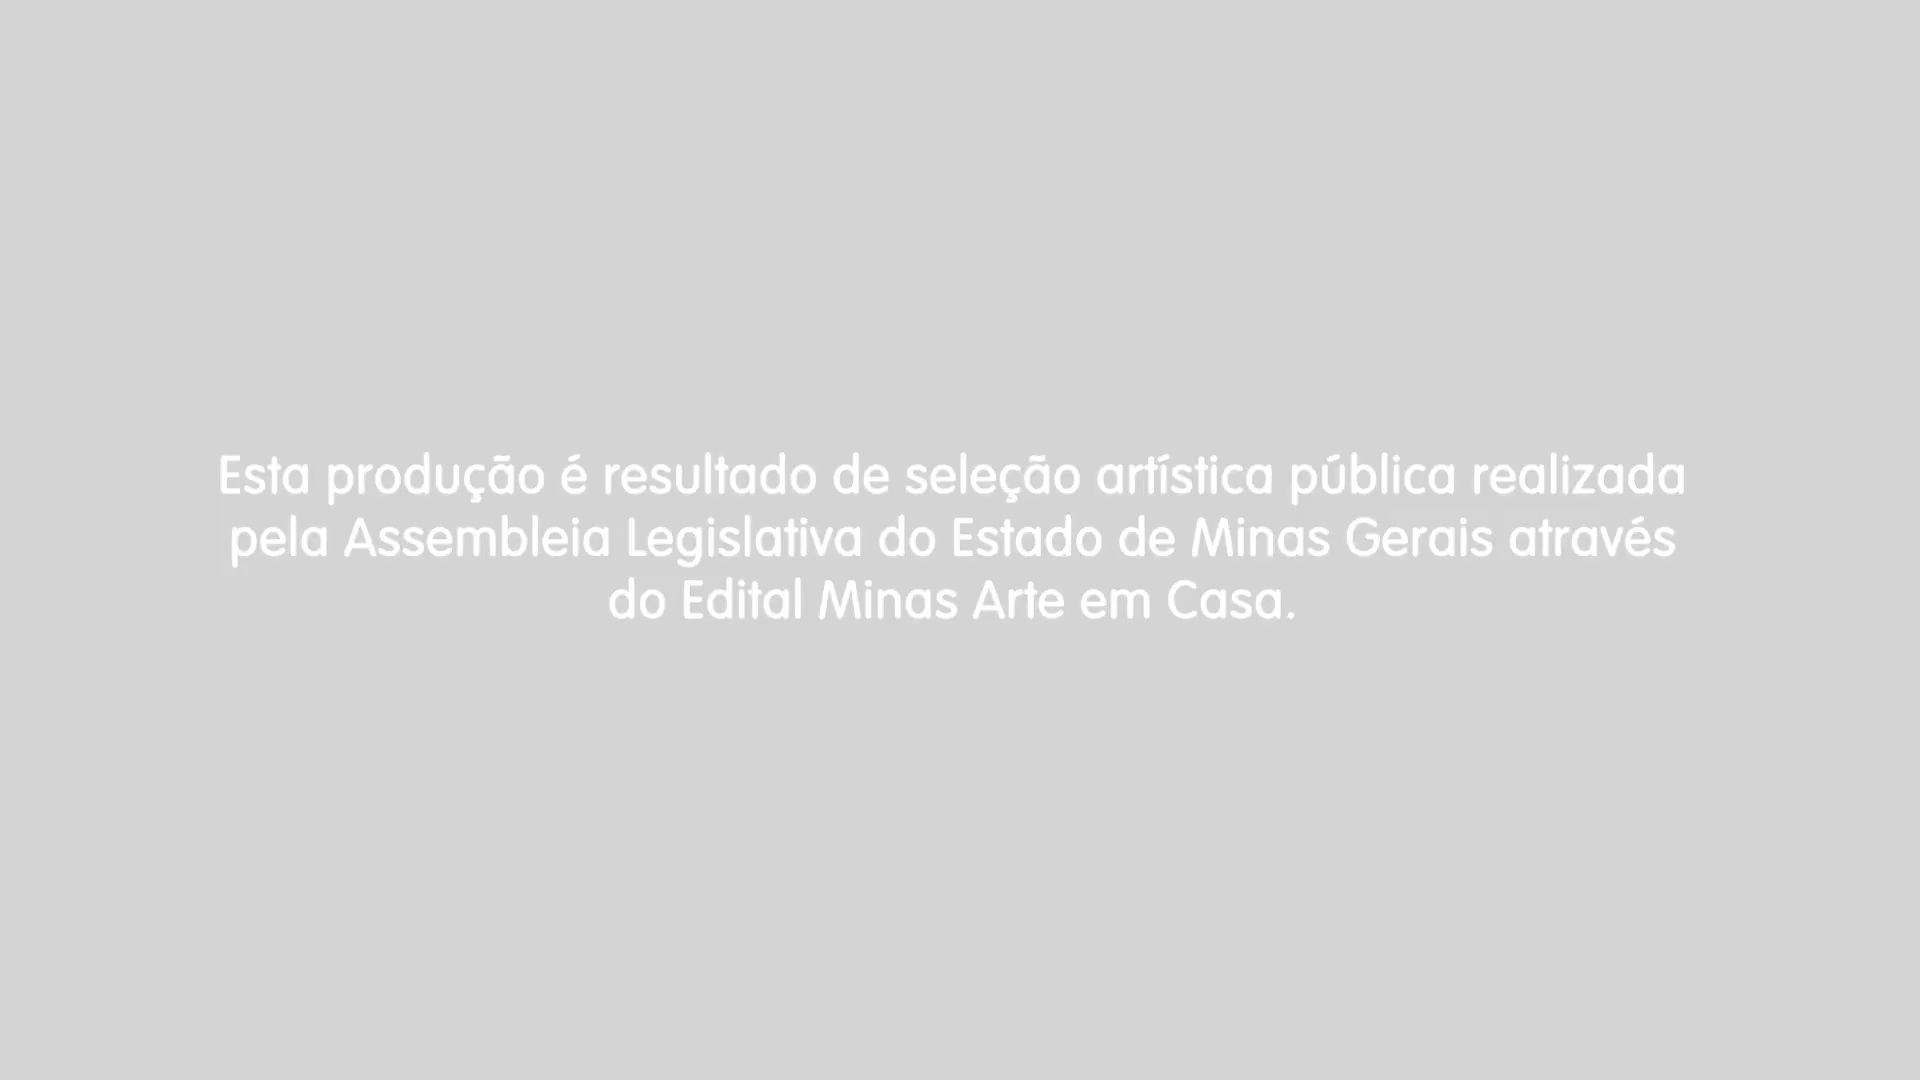 Esta produção é resultado de seleção artística pública realizada
pela Assembleia Legislativa do Estado de Minas Gerais através
do Edital Minas Arte em Casa.